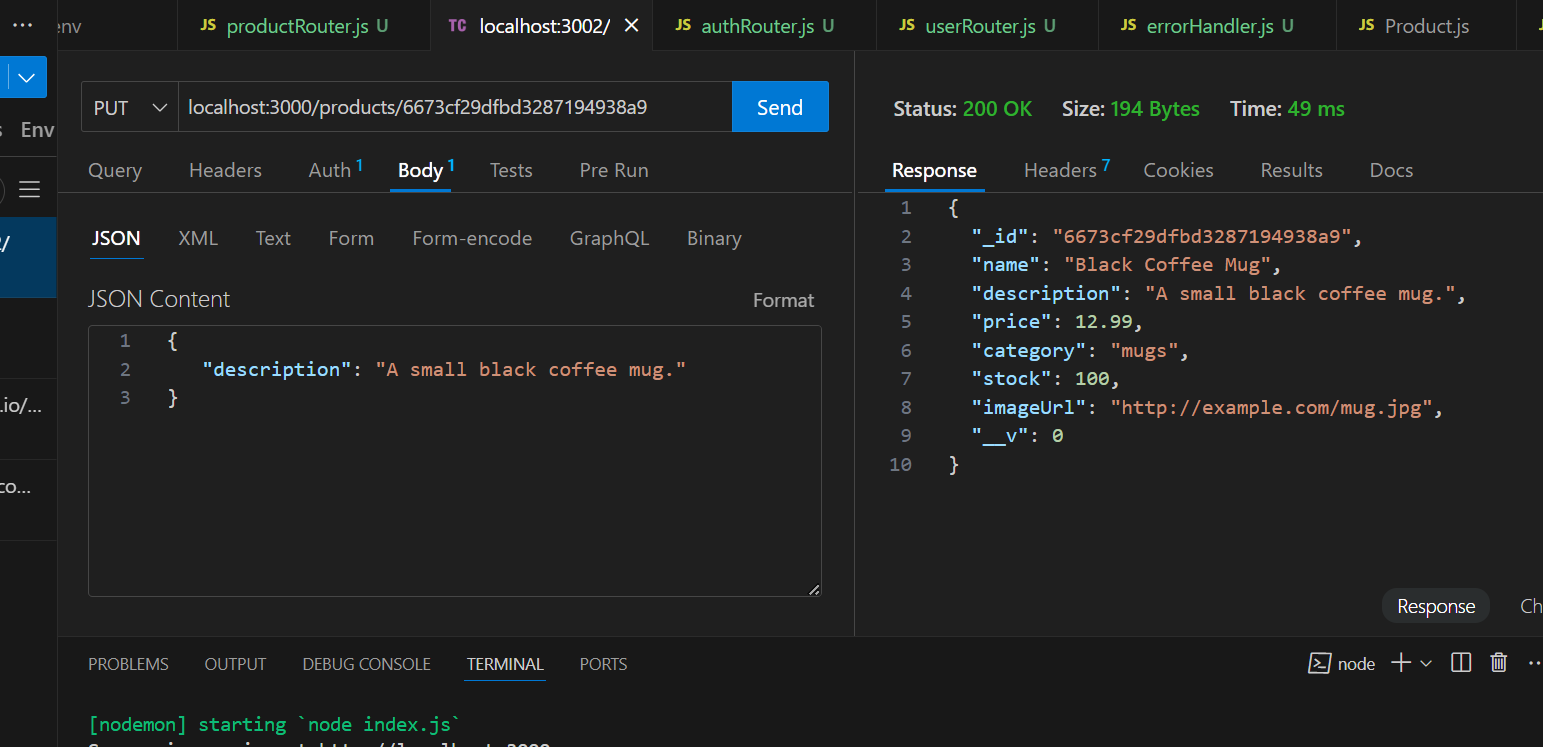 env
JS productRouter.js U
TC localhost:3002/
JS authRouter.js U
JS userRouter.js U
JS errorHandler.js U
JS Product.js
PUT localhost:3000/products/6673cf29dfbd3287194938a9 Send
Status: 200 OK Size: 194 Bytes Time: 49 ms
Env
Query Headers Auth 1 Body 1 Tests Pre Run
Response Headers 7 Cookies Results Docs
JSON XML Text Form Form-encode GraphQL Binary
JSON Content Format
1 {
2 "description": "A small black coffee mug."
3 }
1 {
2 "_id": "6673cf29dfbd3287194938a9",
3 "name": "Black Coffee Mug",
4 "description": "A small black coffee mug.",
5 "price": 12.99,
6 "category": "mugs",
7 "stock": 100,
8 "imageUrl": "http://example.com/mug.jpg",
9 "__v": 0
10 }
.io/...
co...
Response Ch
PROBLEMS OUTPUT DEBUG CONSOLE TERMINAL PORTS
node
[nodemon] starting `node index.js`